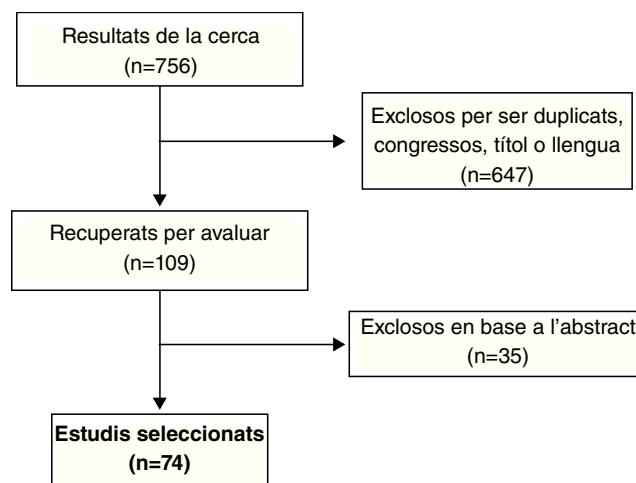 Resultats de la cerca
(n=756)
Exclosos per ser duplicats,
congressos, títol o llengua
(n=647)
Recuperats per avaluar
(n=109)
Exclosos en base a l’abstract
(n=35)
Estudis seleccionats
(n=74)